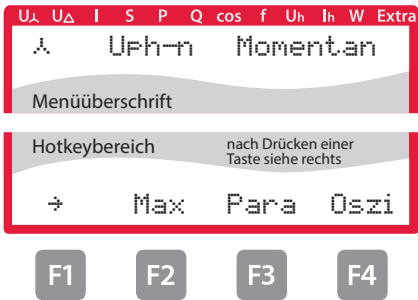 U⅄ U△ I S P Q cos f Uh Ih W Extra
⅄ Uph-n Momentan
Menüüberschrift
Hotkeybereich
nach Drücken einer
Taste siehe rechts
→ Max Para Oszi
F1 F2 F3 F4